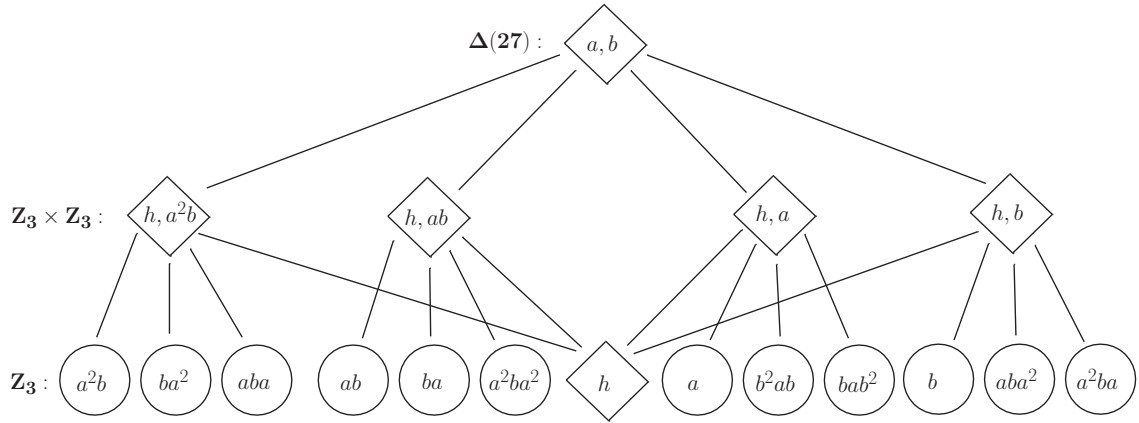 Δ(27) : a, b
Z₃ × Z₃ : h, a²b h, ab h, a h, b
Z₃ : a²b ba² aba ab ba a²ba² h a b²ab bab² b aba² a²ba